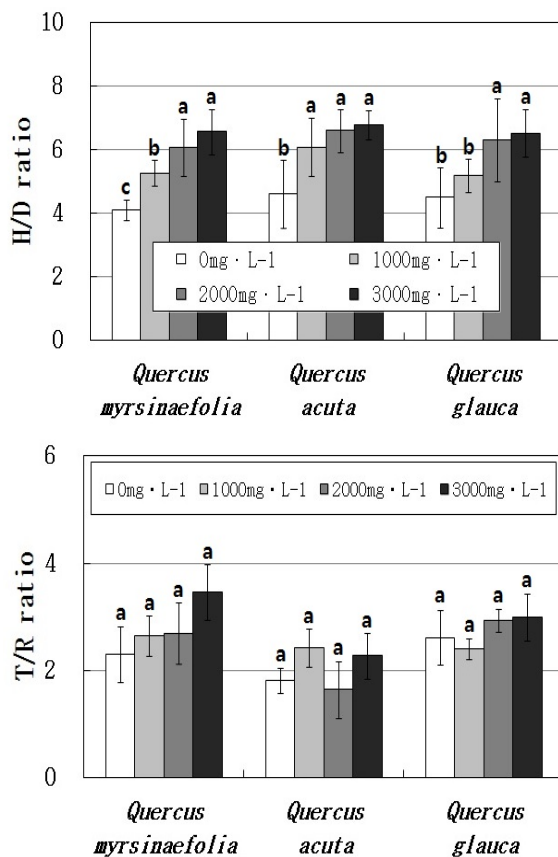 10
8
6
4
2
0
H/D ratio
c b a a
b a a a
b b a a
0mg · L-1 1000mg · L-1
2000mg · L-1 3000mg · L-1
Quercus
myrsinaefolia
Quercus
acuta
Quercus
glauca
6
4
2
0
T/R ratio
0mg · L-1 1000mg · L-1 2000mg · L-1 3000mg · L-1
a a a a
a a a a
a a a a
Quercus
myrsinaefolia
Quercus
acuta
Quercus
glauca